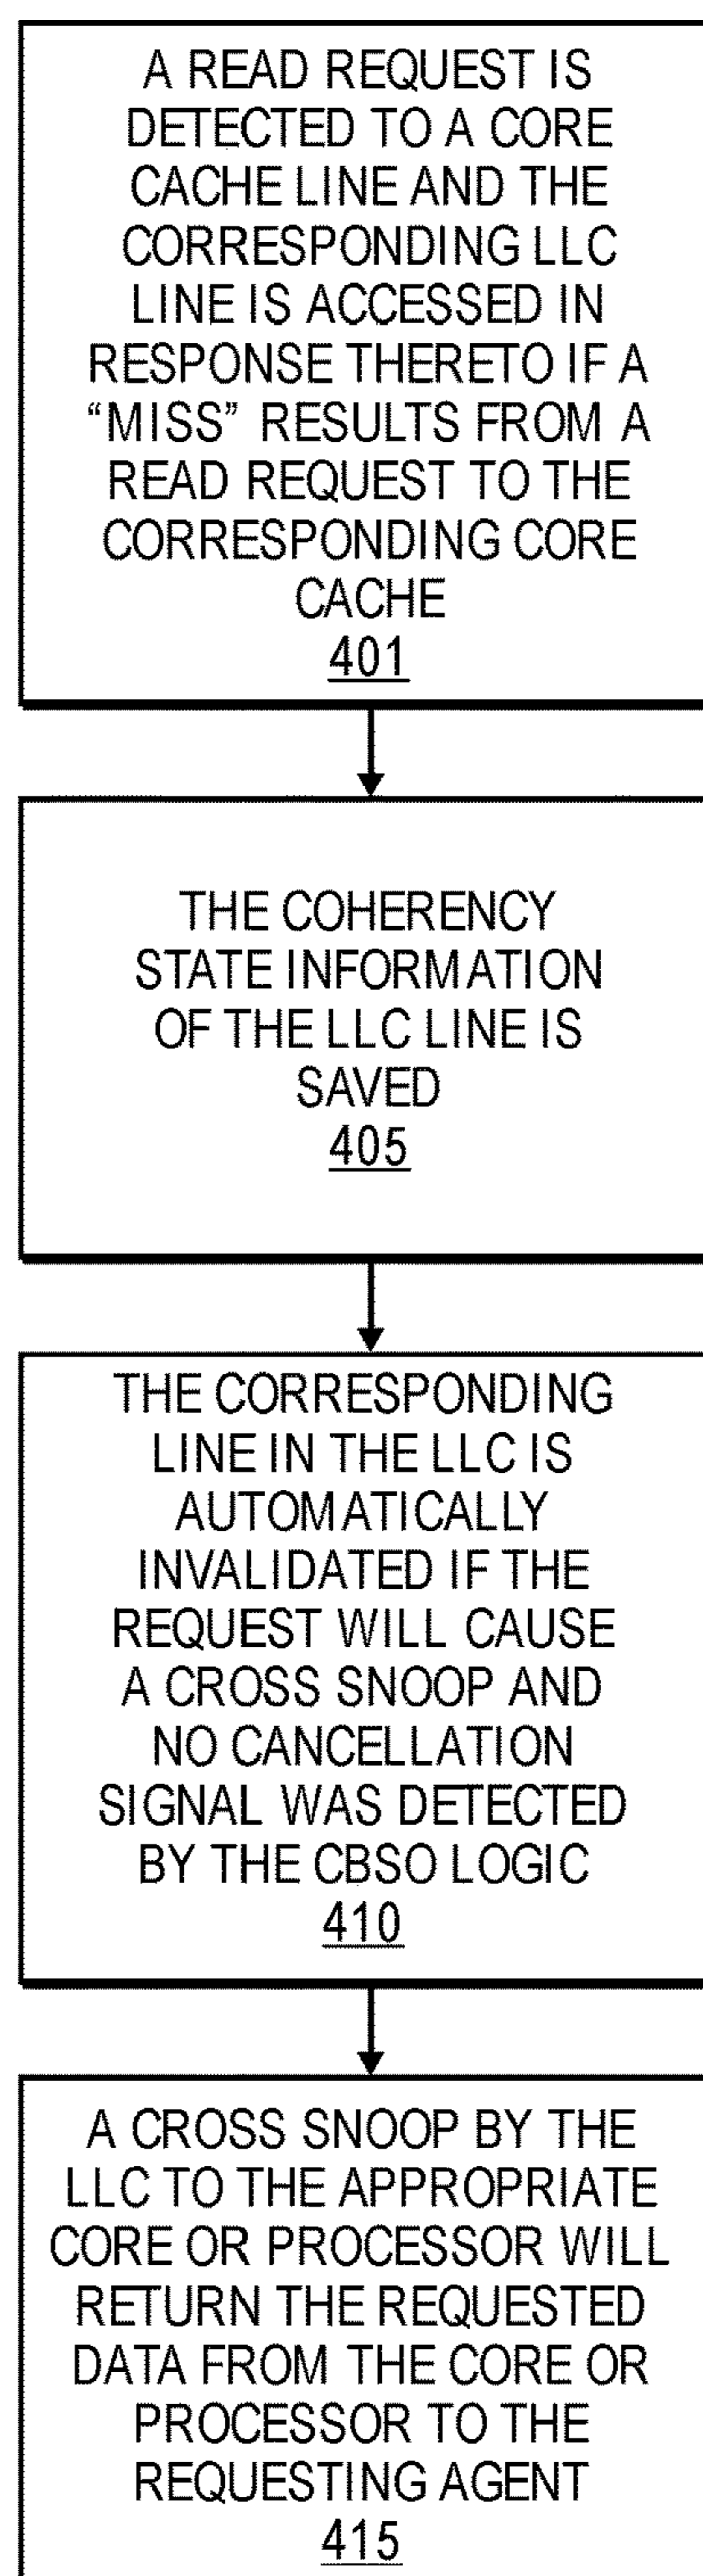 A READ REQUEST IS
DETECTED TO A CORE
CACHE LINE AND THE
CORRESPONDING LLC
LINE IS ACCESSED IN
RESPONSE THERETO IF A
“MISS” RESULTS FROM A
READ REQUEST TO THE
CORRESPONDING CORE
CACHE
401
THE COHERENCY
STATE INFORMATION
OF THE LLC LINE IS
SAVED
405
THE CORRESPONDING
LINE IN THE LLC IS
AUTOMATICALLY
INVALIDATED IF THE
REQUEST WILL CAUSE
A CROSS SNOOP AND
NO CANCELLATION
SIGNAL WAS DETECTED
BY THE CBSO LOGIC
410
A CROSS SNOOP BY THE
LLC TO THE APPROPRIATE
CORE OR PROCESSOR WILL
RETURN THE REQUESTED
DATA FROM THE CORE OR
PROCESSOR TO THE
REQUESTING AGENT
415